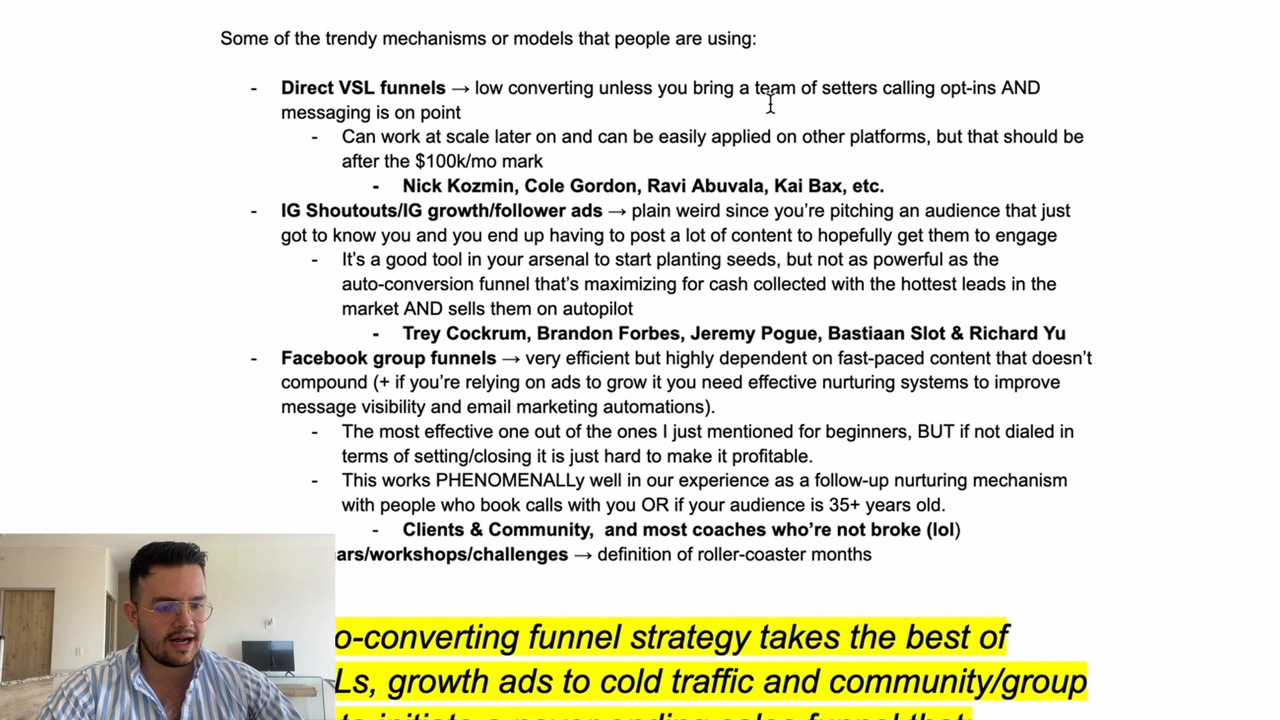 Some of the trendy mechanisms or models that people are using:
- Direct VSL funnels → low converting unless you bring a team of setters calling opt-ins AND
messaging is on point
- Can work at scale later on and can be easily applied on other platforms, but that should be
after the $100k/mo mark
- Nick Kozmin, Cole Gordon, Ravi Abuvala, Kai Bax, etc.
- IG Shoutouts/IG growth/follower ads → plain weird since you're pitching an audience that just
got to know you and you end up having to post a lot of content to hopefully get them to engage
- It's a good tool in your arsenal to start planting seeds, but not as powerful as the
auto-conversion funnel that's maximizing for cash collected with the hottest leads in the
market AND sells them on autopilot
- Trey Cockrum, Brandon Forbes, Jeremy Pogue, Bastiaan Slot & Richard Yu
- Facebook group funnels → very efficient but highly dependent on fast-paced content that doesn't
compound (+ if you're relying on ads to grow it you need effective nurturing systems to improve
message visibility and email marketing automations).
- The most effective one out of the ones I just mentioned for beginners, BUT if not dialed in
terms of setting/closing it is just hard to make it profitable.
- This works PHENOMENALLy well in our experience as a follow-up nurturing mechanism
with people who book calls with you OR if your audience is 35+ years old.
- Clients & Community, and most coaches who're not broke (lol)
ars/workshops/challenges → definition of roller-coaster months
o-converting funnel strategy takes the best of
Ls, growth ads to cold traffic and community/group
to initiate a never ending sales funnel that: